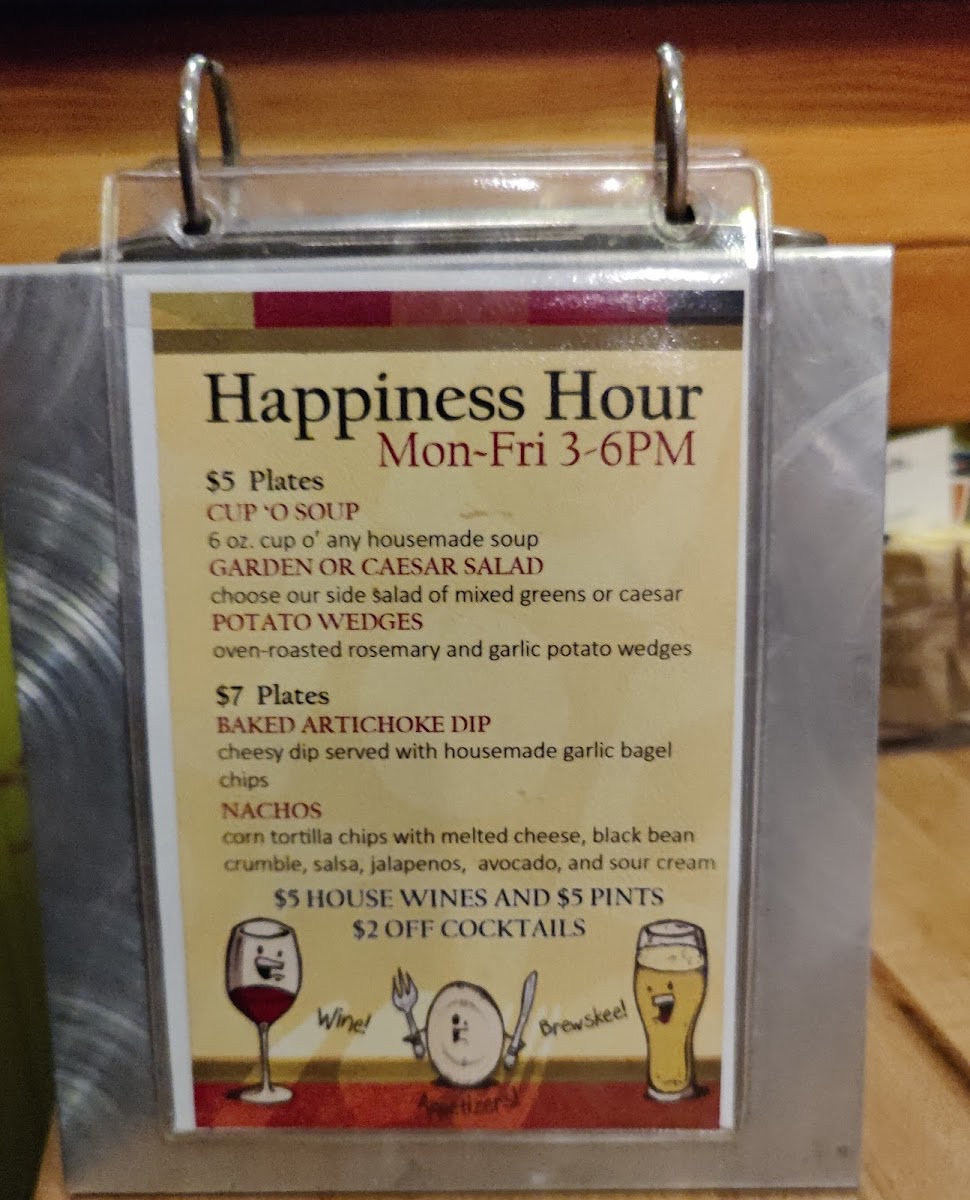 Happiness Hour
Mon-Fri 3-6PM
$5 Plates
CUP ‘O SOUP
6 oz. cup o’ any housemade soup
GARDEN OR CAESAR SALAD
choose our side salad of mixed greens or caesar
POTATO WEDGES
oven-roasted rosemary and garlic potato wedges
$7 Plates
BAKED ARTICHOKE DIP
cheesy dip served with housemade garlic bagel
chips
NACHOS
corn tortilla chips with melted cheese, black bean
crumble, salsa, jalapenos, avocado, and sour cream
$5 HOUSE WINES AND $5 PINTS
$2 OFF COCKTAILS
Wine!
Brewskee!
Appetizers!